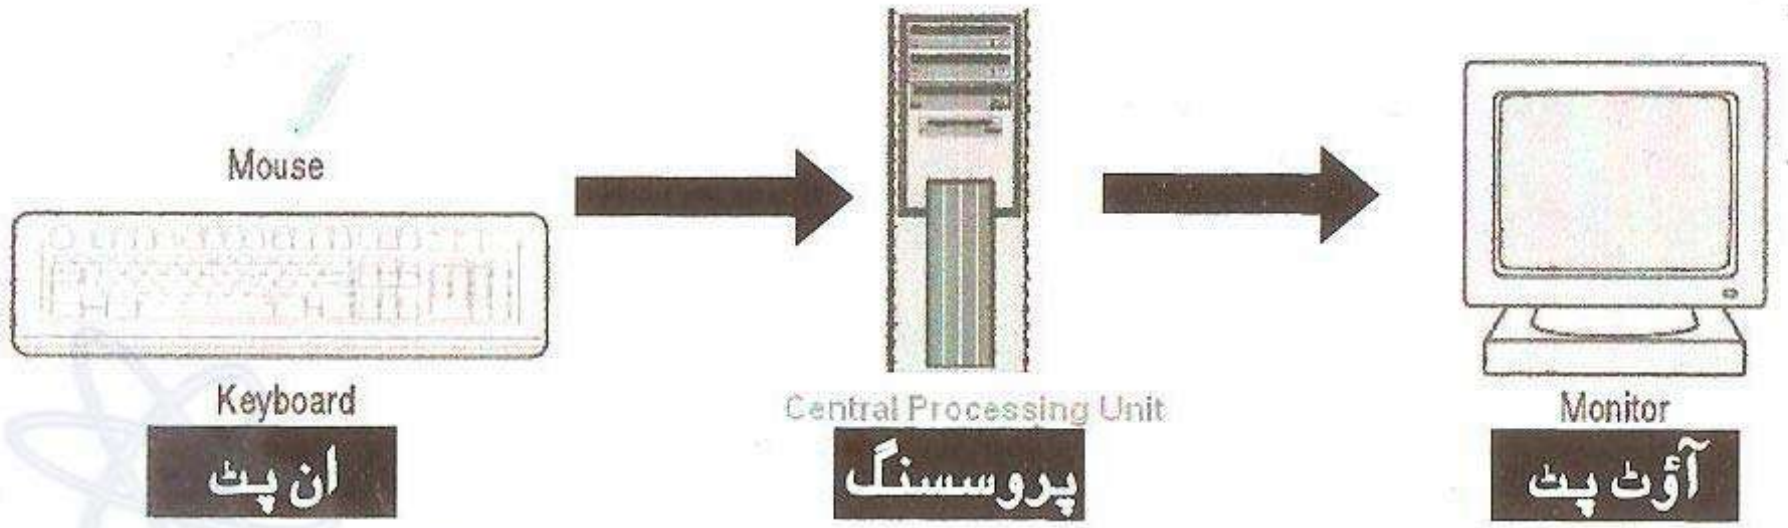 Mouse
Keyboard
ان پٹ
Central Processing Unit
پروسسنگ
Monitor
آؤٹ پٹ